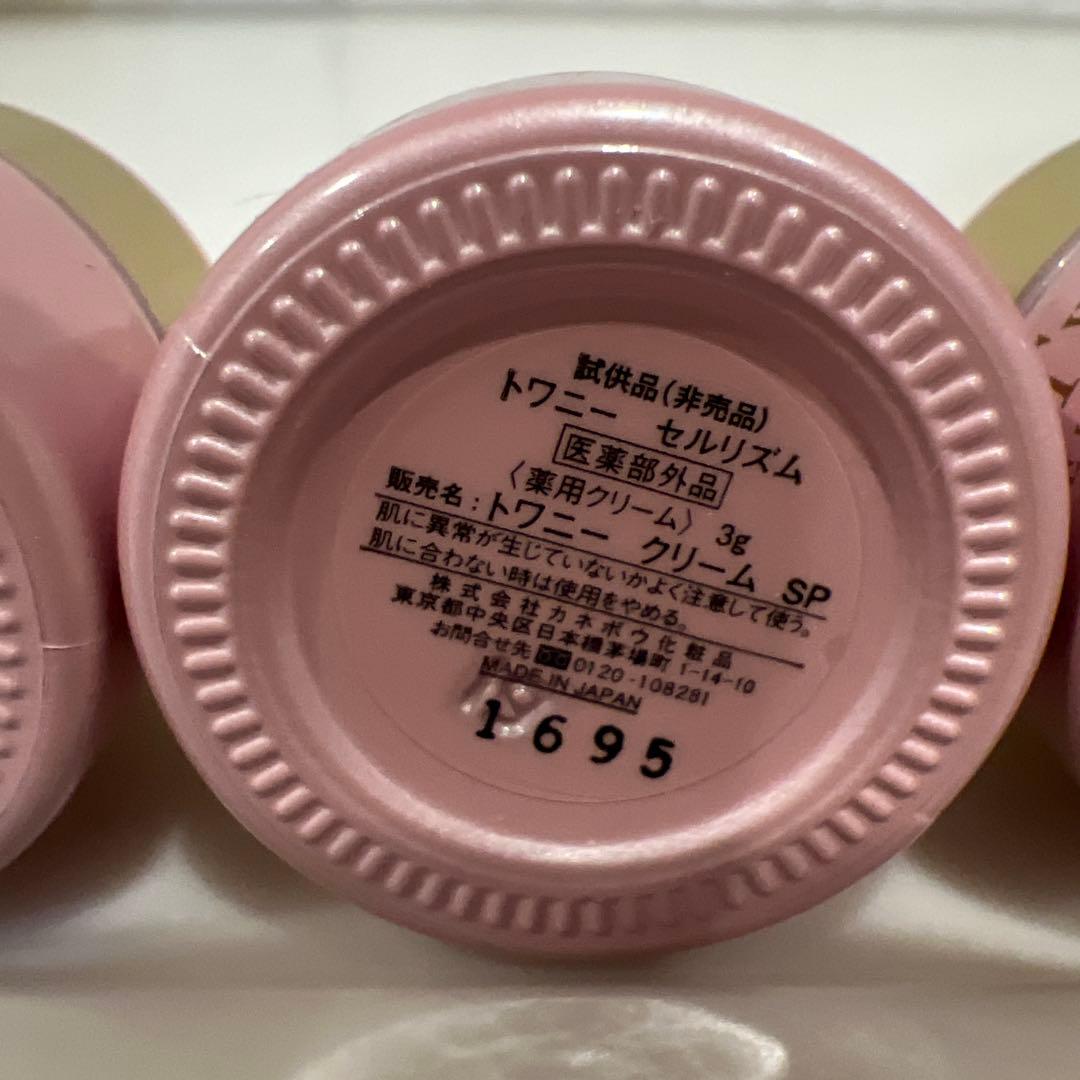 試供品(非売品)
トワニー セルリズム
医薬部外品
〈薬用クリーム〉 3g
販売名:トワニー クリーム SP
肌に異常が生じていないかよく注意して使う。
肌に合わない時は使用をやめる。
株式会社カネボウ化粧品
東京都中央区日本橋茅場町 1-14-10
お問合せ先 0120-108281
MADE IN JAPAN
1695